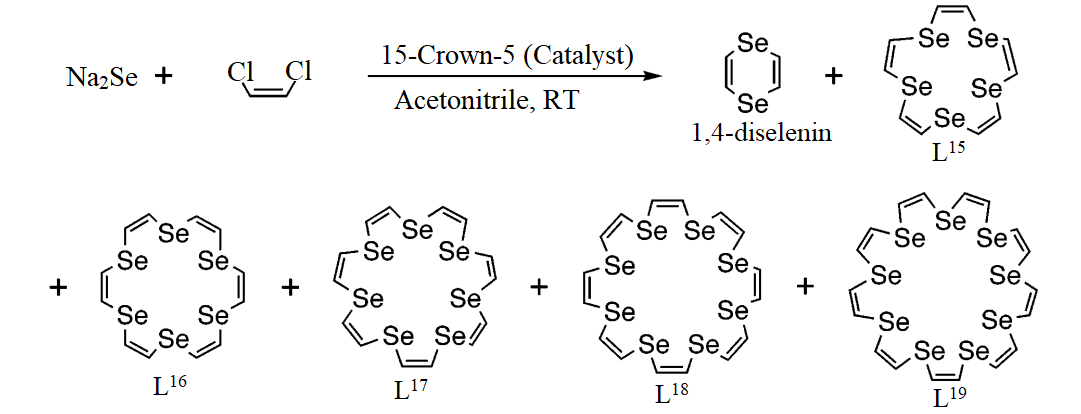 Na₂Se + Cl Cl
15-Crown-5 (Catalyst)
Acetonitrile, RT
Se
Se
1,4-diselenin
+
Se Se
Se Se
Se
L¹⁵
+
Se
Se Se
Se Se
Se
L¹⁶
+
Se
Se Se
Se Se
Se Se
L¹⁷
+
Se Se
Se Se
Se Se
Se Se
L¹⁸
+
Se
Se Se
Se Se
Se Se
Se Se
L¹⁹